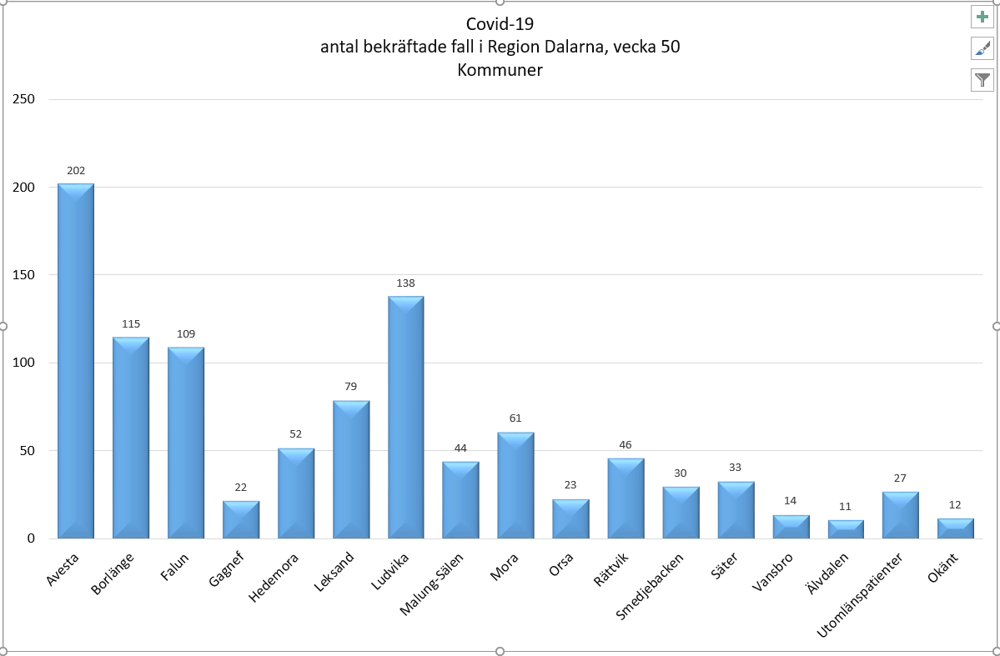 Covid-19
antal bekräftade fall i Region Dalarna, vecka 50
Kommuner
250
200
150
100
50
0
202
115
109
22
52
79
138
44
61
23
46
30
33
14
11
27
12
Avesta
Borlänge
Falun
Gagnef
Hedemora
Leksand
Ludvika
Malung-Sälen
Mora
Orsa
Rättvik
Smedjebacken
Säter
Vansbro
Älvdalen
Utomlänspatienter
Okänt